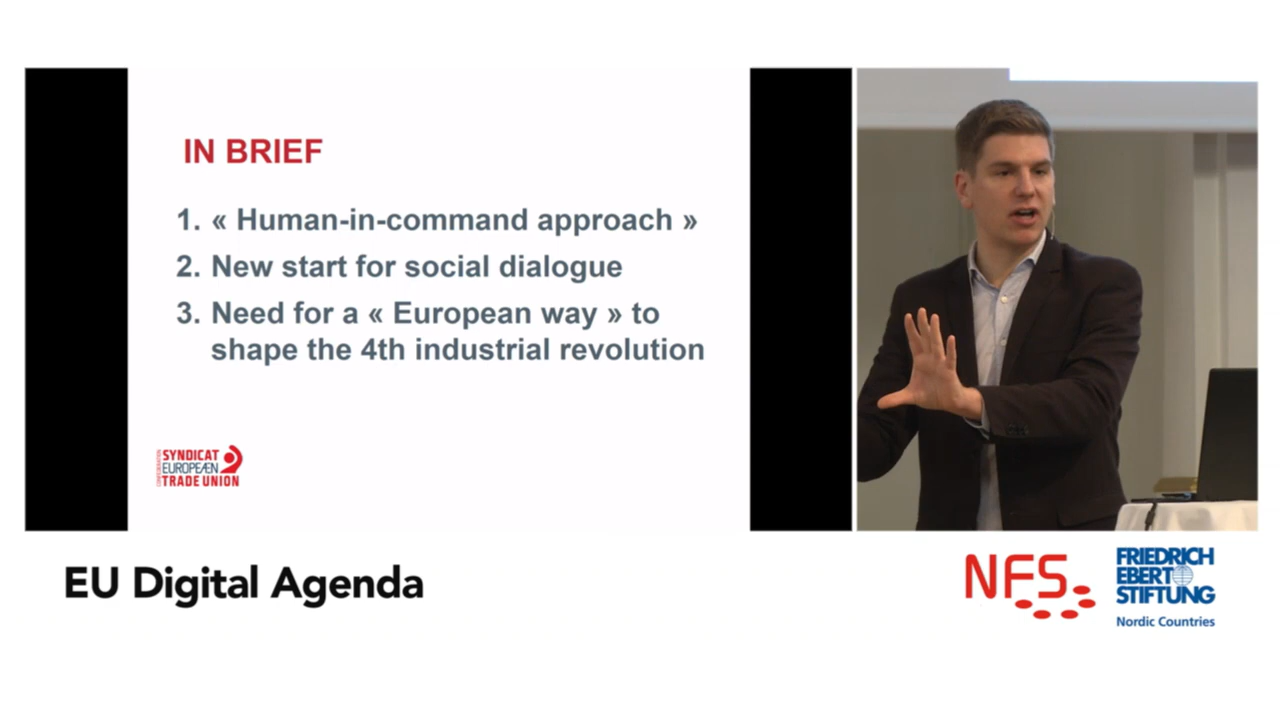 IN BRIEF
1. « Human-in-command approach »
2. New start for social dialogue
3. Need for a « European way » to
shape the 4th industrial revolution
CONFEDERATION
SYNDICAT
EUROPEAN
TRADE UNION
EU Digital Agenda
NFS
FRIEDRICH
EBERT
STIFTUNG
Nordic Countries